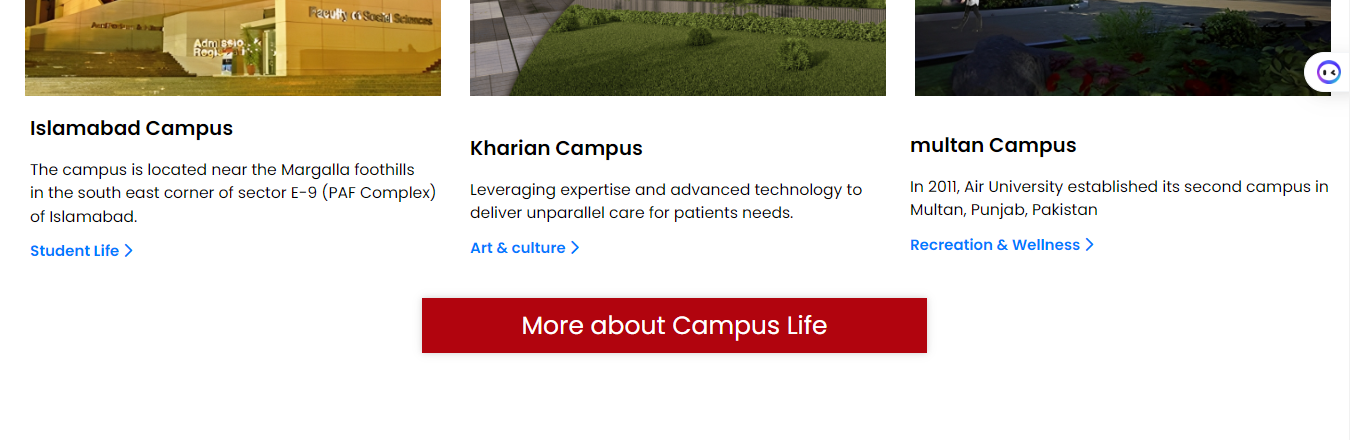 Faculty of Social Sciences
Islamabad Campus
The campus is located near the Margalla foothills
in the south east corner of sector E-9 (PAF Complex)
of Islamabad.
Student Life
Kharian Campus
Leveraging expertise and advanced technology to
deliver unparallel care for patients needs.
Art & culture
multan Campus
In 2011, Air University established its second campus in
Multan, Punjab, Pakistan
Recreation & Wellness
More about Campus Life